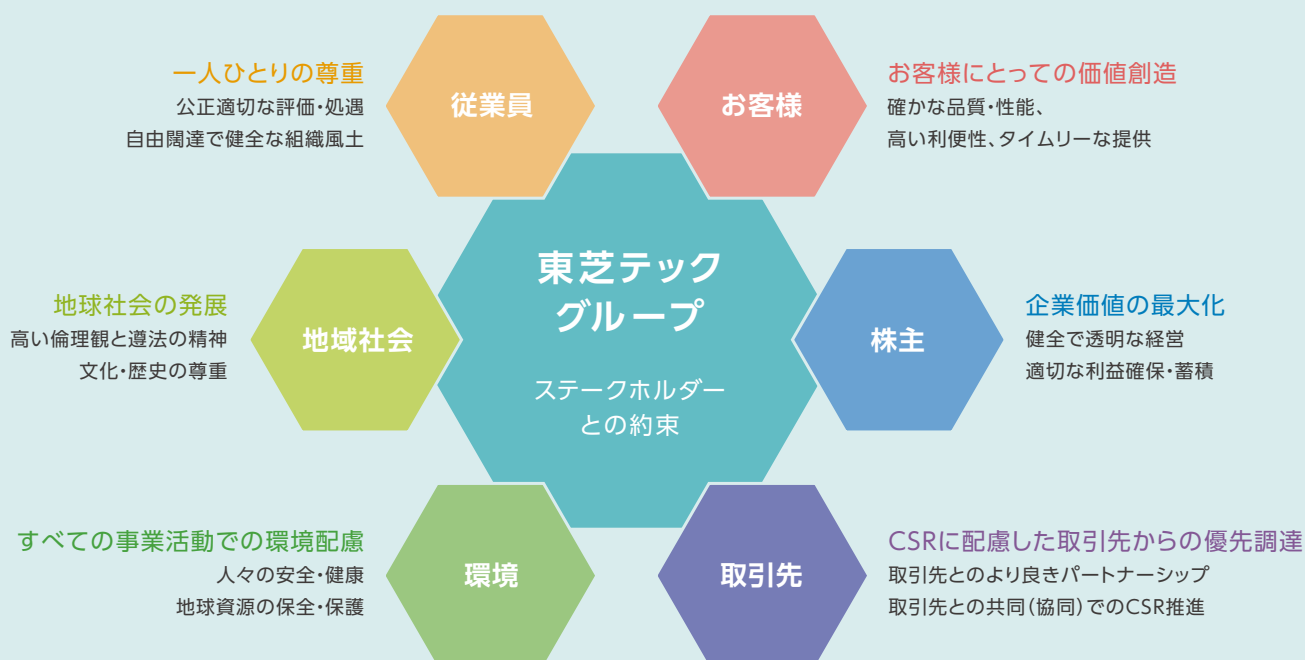 従業員
一人ひとりの尊重
公正適切な評価・処遇
自由闊達で健全な組織風土
お客様
お客様にとっての価値創造
確かな品質・性能、
高い利便性、タイムリーな提供
東芝テック
グループ
ステークホルダー
との約束
地域社会
地球社会の発展
高い倫理観と遵法の精神
文化・歴史の尊重
株主
企業価値の最大化
健全で透明な経営
適切な利益確保・蓄積
環境
すべての事業活動での環境配慮
人々の安全・健康
地球資源の保全・保護
取引先
CSRに配慮した取引先からの優先調達
取引先とのより良きパートナーシップ
取引先との共同(協同)でのCSR推進